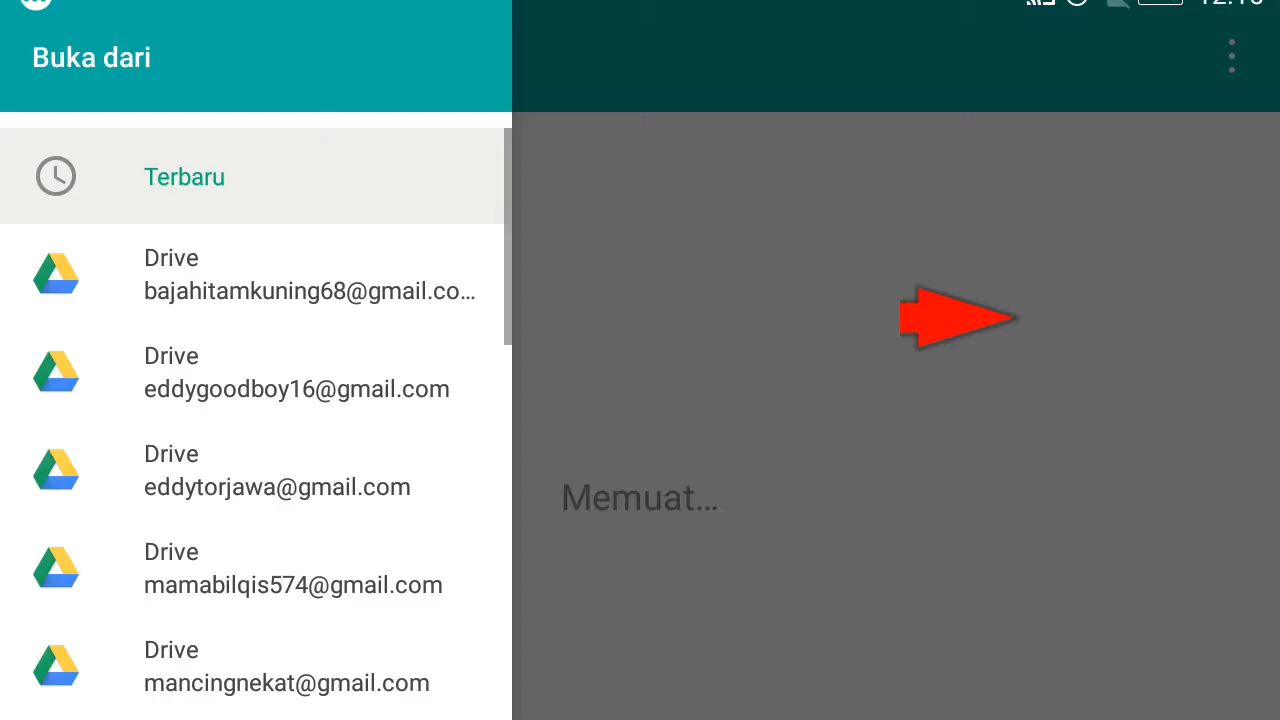 Buka dari
Terbaru
Drive
bajahitamkuning68@gmail.co...
Drive
eddygoodboy16@gmail.com
Drive
eddytorjawa@gmail.com
Drive
mamabilqis574@gmail.com
Drive
mancingnekat@gmail.com
Memuat...